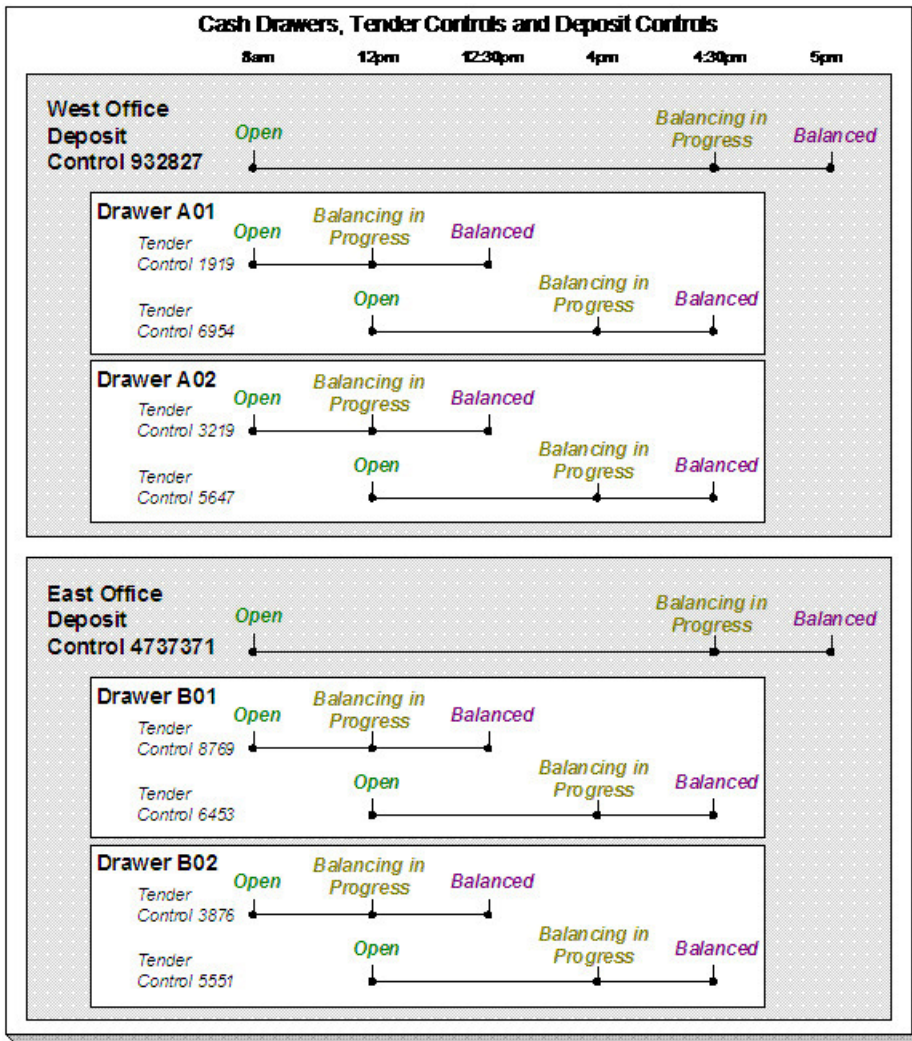 Cash Drawers, Tender Controls and Deposit Controls
8am 12pm 12:30pm 4pm 4:30pm 5pm
West Office
Deposit
Control 932827
Open
Balancing in
Progress
Balanced
Drawer A01
Tender
Control 1919
Open
Balancing in
Progress
Balanced
Tender
Control 6954
Open
Balancing in
Progress
Balanced
Drawer A02
Tender
Control 3219
Open
Balancing in
Progress
Balanced
Tender
Control 5647
Open
Balancing in
Progress
Balanced
East Office
Deposit
Control 4737371
Open
Balancing in
Progress
Balanced
Drawer B01
Tender
Control 8769
Open
Balancing in
Progress
Balanced
Tender
Control 6453
Open
Balancing in
Progress
Balanced
Drawer B02
Tender
Control 3876
Open
Balancing in
Progress
Balanced
Tender
Control 5551
Open
Balancing in
Progress
Balanced